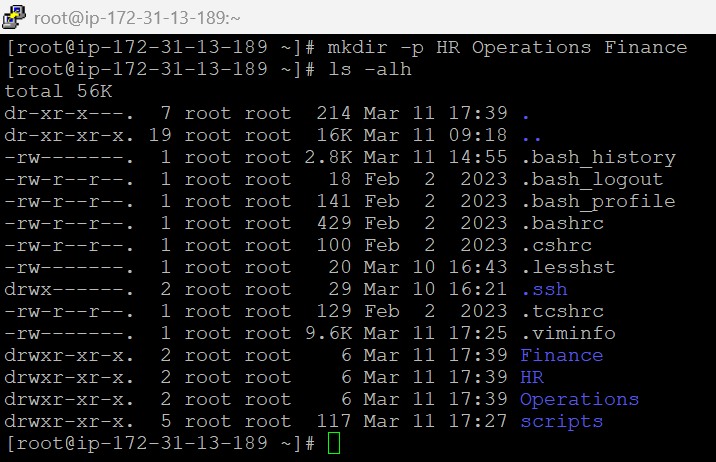 root@ip-172-31-13-189:~
[root@ip-172-31-13-189 ~]# mkdir -p HR Operations Finance
[root@ip-172-31-13-189 ~]# ls -alh
total 56K
dr-xr-x---.  7 root root  214 Mar 11 17:39 .
dr-xr-xr-x. 19 root root  16K Mar 11 09:18 ..
-rw-------.  1 root root 2.8K Mar 11 14:55 .bash_history
-rw-r--r--.  1 root root   18 Feb  2  2023 .bash_logout
-rw-r--r--.  1 root root  141 Feb  2  2023 .bash_profile
-rw-r--r--.  1 root root  429 Feb  2  2023 .bashrc
-rw-r--r--.  1 root root  100 Feb  2  2023 .cshrc
-rw-------.  1 root root   20 Mar 10 16:43 .lesshst
drwx------.  2 root root   29 Mar 10 16:21 .ssh
-rw-r--r--.  1 root root  129 Feb  2  2023 .tcshrc
-rw-------.  1 root root 9.6K Mar 11 17:25 .viminfo
drwxr-xr-x.  2 root root    6 Mar 11 17:39 Finance
drwxr-xr-x.  2 root root    6 Mar 11 17:39 HR
drwxr-xr-x.  2 root root    6 Mar 11 17:39 Operations
drwxr-xr-x.  5 root root  117 Mar 11 17:27 scripts
[root@ip-172-31-13-189 ~]#